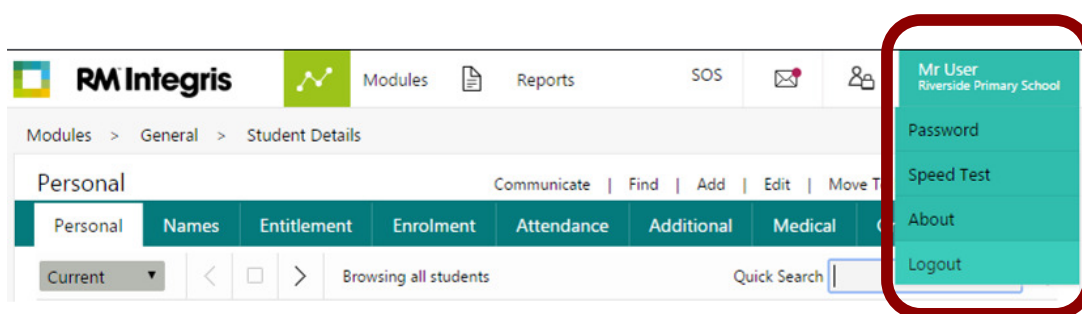 RM Integris Modules Reports SOS Mr User
Riverside Primary School
Modules > General > Student Details
Password
Personal Communicate | Find | Add | Edit | Move
Speed Test
Personal Names Entitlement Enrolment Attendance Additional Medical
About
Current Browsing all students Quick Search
Logout